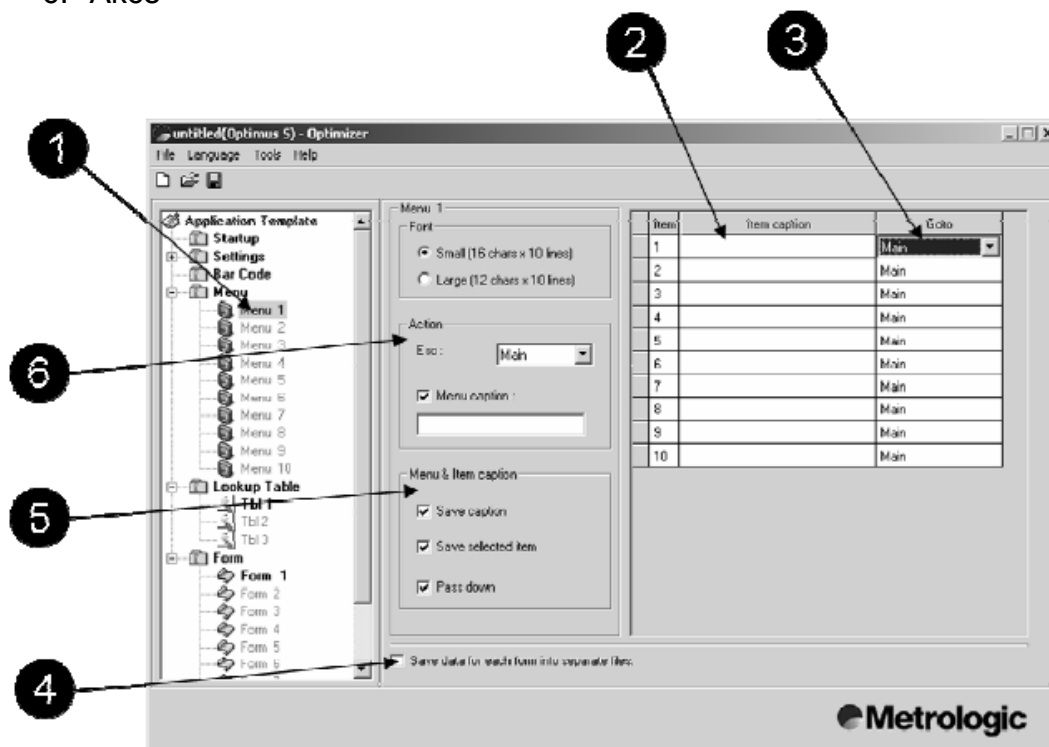 2
3
1
untitled(Optimus S) - Optimizer
File Language Tools Help
Application Template
Startup
Settings
Bar Code
Menu
Menu 1
Menu 2
Menu 3
Menu 4
Menu 5
Menu 6
Menu 7
Menu 8
Menu 9
Menu 10
Lookup Table
Tbl 1
Tbl 2
Tbl 3
Form
Form 1
Form 2
Form 3
Form 4
Form 5
Form 6
Menu 1
Font
Small (16 chars x 10 lines)
Large (12 chars x 10 lines)
Action
Esc : Main
Menu caption :
Menu & Item caption
Save caption
Save selected item
Pass down
Save data for each form into separate files.
Item Item caption Goto
1 Main
2 Main
3 Main
4 Main
5 Main
6 Main
7 Main
8 Main
9 Main
10 Main
6
5
4
Metrologic